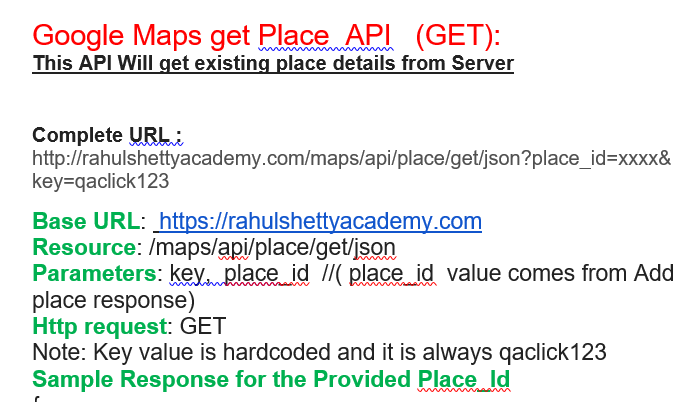 Google Maps get Place API (GET):
This API Will get existing place details from Server
Complete URL :
http://rahulshettyacademy.com/maps/api/place/get/json?place_id=xxxx&
key=qaclick123
Base URL: https://rahulshettyacademy.com
Resource: /maps/api/place/get/json
Parameters: key, place_id //( place_id value comes from Add
place response)
Http request: GET
Note: Key value is hardcoded and it is always qaclick123
Sample Response for the Provided Place_Id